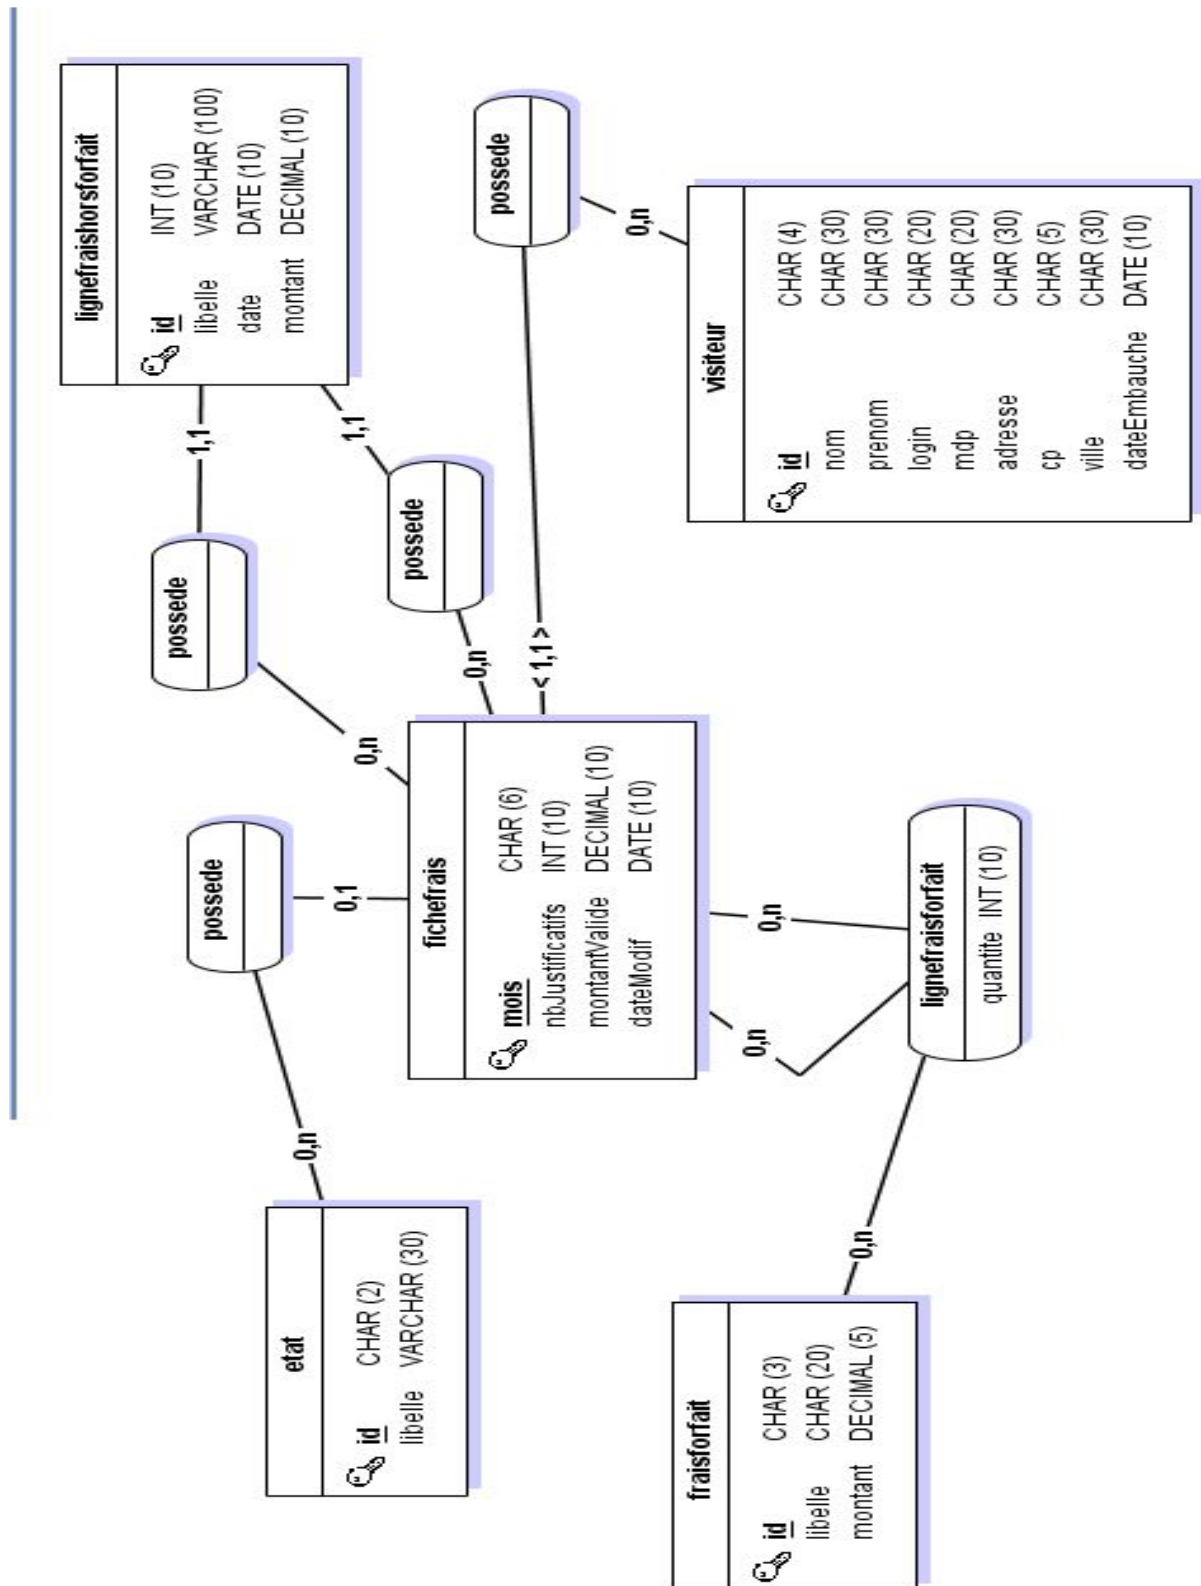 lignefraishorsforfait
id INT (10)
libelle VARCHAR (100)
date DATE (10)
montant DECIMAL (10)
1,1
1,1
possede
possede
0,n
0,n
possede
0,n
< 1,1 >
visiteur
id CHAR (4)
nom CHAR (30)
prenom CHAR (30)
login CHAR (20)
mdp CHAR (20)
adresse CHAR (30)
cp CHAR (5)
ville CHAR (30)
dateEmbauche DATE (10)
possede
0,1
0,n
fichefrais
mois CHAR (6)
nbJustificatifs INT (10)
montantValide DECIMAL (10)
dateModif DATE (10)
0,n
0,n
lignefraisforfait
quantite INT (10)
0,n
etat
id CHAR (2)
libelle VARCHAR (30)
fraisforfait
id CHAR (3)
libelle CHAR (20)
montant DECIMAL (5)